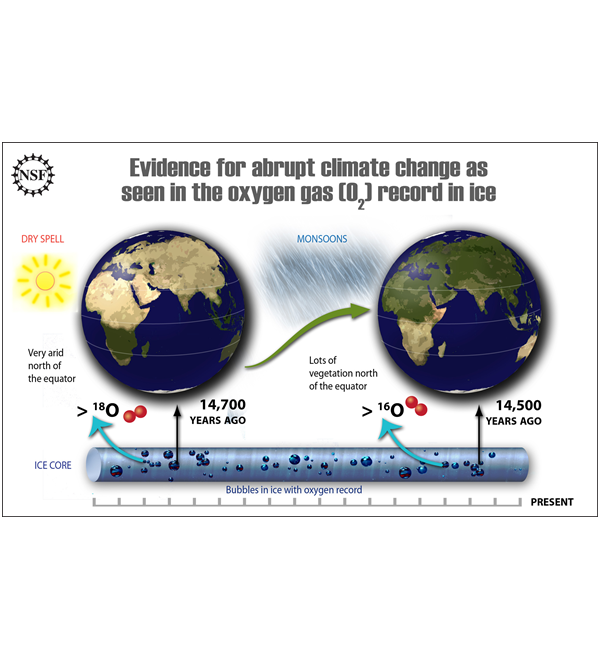 NSF
Evidence for abrupt climate change as
seen in the oxygen gas (O₂) record in ice
DRY SPELL
MONSOONS
Very arid
north of
the equator
Lots of
vegetation north
of the equator
> ¹⁸O
14,700
YEARS AGO
> ¹⁶O
14,500
YEARS AGO
ICE CORE
Bubbles in ice with oxygen record
PRESENT